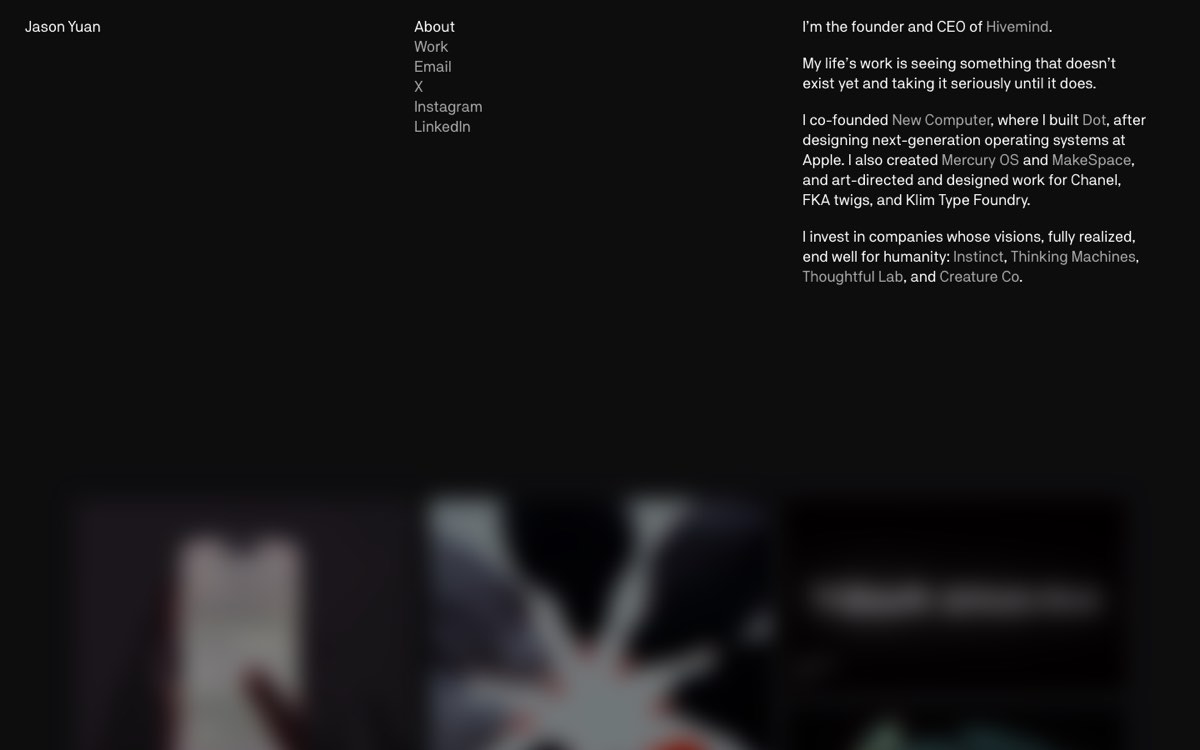 Jason Yuan
About
Work
Email
X
Instagram
LinkedIn
I’m the founder and CEO of Hivemind.
My life’s work is seeing something that doesn’t
exist yet and taking it seriously until it does.
I co-founded New Computer, where I built Dot, after
designing next-generation operating systems at
Apple. I also created Mercury OS and MakeSpace,
and art-directed and designed work for Chanel,
FKA twigs, and Klim Type Foundry.
I invest in companies whose visions, fully realized,
end well for humanity: Instinct, Thinking Machines,
Thoughtful Lab, and Creature Co.